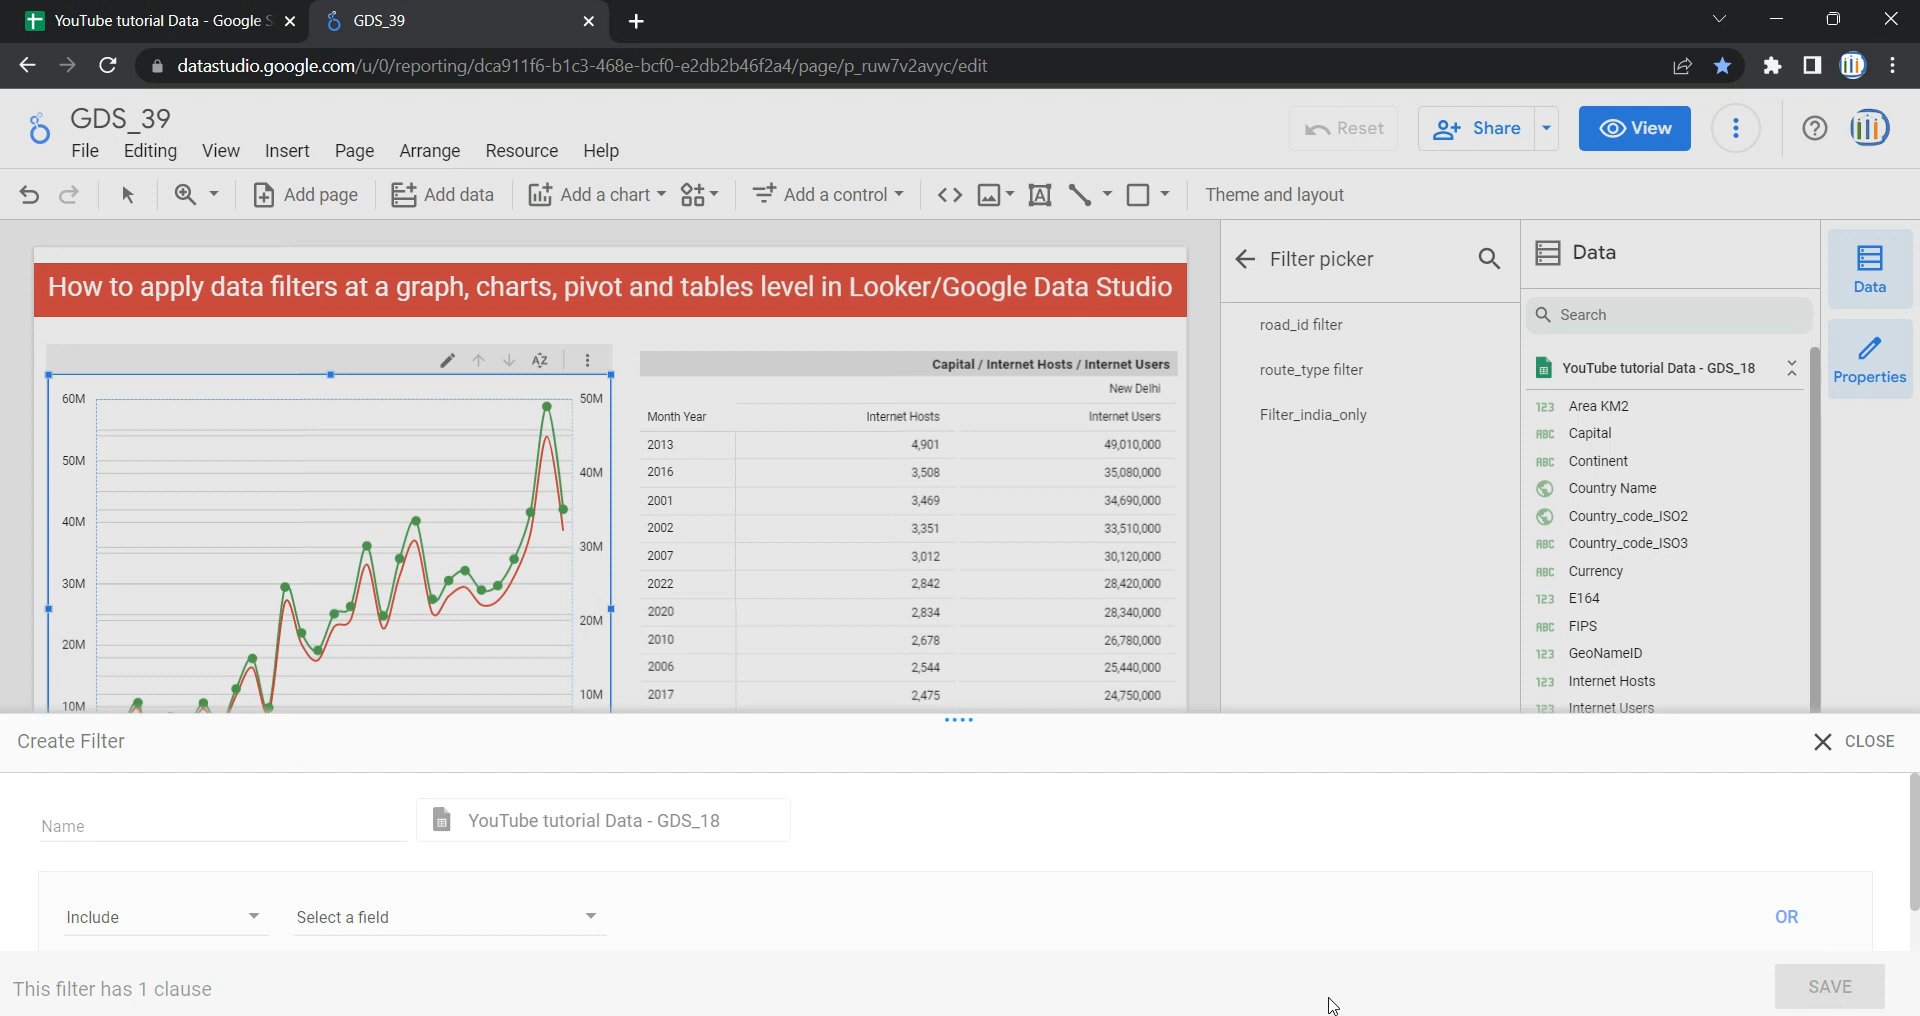 YouTube tutorial Data - Google S
GDS_39
datastudio.google.com/u/0/reporting/dca911f6-b1c3-468e-bcf0-e2db2b46f2a4/page/p_ruw7v2avyc/edit
GDS_39
Reset
Share
View
File Editing View Insert Page Arrange Resource Help
Add page
Add data
Add a chart
Add a control
Theme and layout
How to apply data filters at a graph, charts, pivot and tables level in Looker/Google Data Studio
60M
50M
40M
30M
20M
10M
50M
40M
30M
20M
10M
Capital / Internet Hosts / Internet Users
New Delhi
Month Year Internet Hosts Internet Users
2013 4,901 49,010,000
2016 3,508 35,080,000
2001 3,469 34,690,000
2002 3,351 33,510,000
2007 3,012 30,120,000
2022 2,842 28,420,000
2020 2,834 28,340,000
2010 2,678 26,780,000
2006 2,544 25,440,000
2017 2,475 24,750,000
Filter picker
road_id filter
route_type filter
Filter_india_only
Data
Search
YouTube tutorial Data - GDS_18
123 Area KM2
ABC Capital
ABC Continent
Country Name
Country_code_ISO2
ABC Country_code_ISO3
ABC Currency
123 E164
ABC FIPS
123 GeoNameID
123 Internet Hosts
123 Internet Users
Data
Properties
Create Filter
CLOSE
Name
YouTube tutorial Data - GDS_18
Include
Select a field
OR
This filter has 1 clause
SAVE